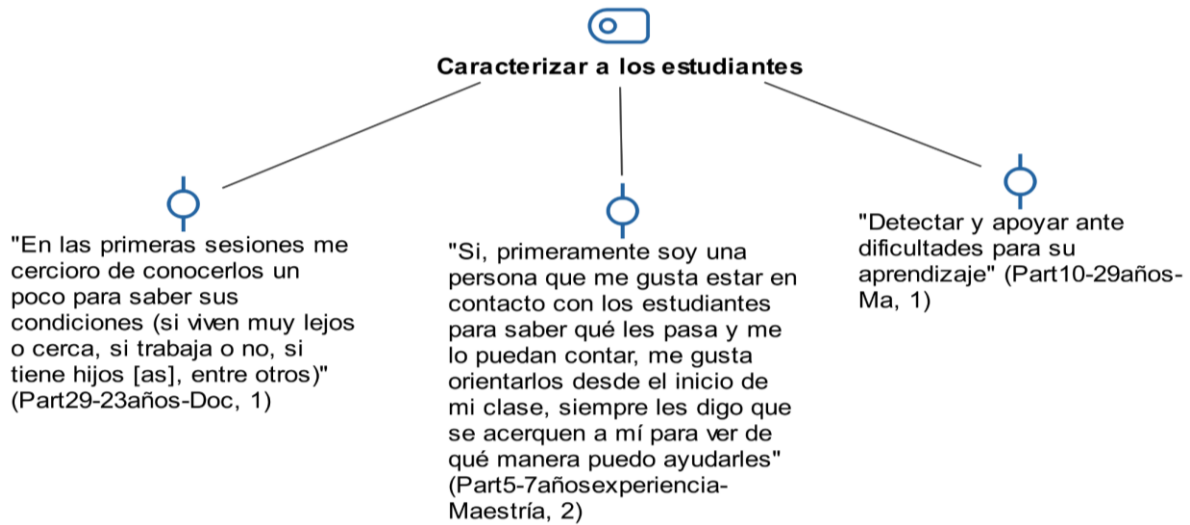 Caracterizar a los estudiantes
"En las primeras sesiones me
cercioro de conocerlos un
poco para saber sus
condiciones (si viven muy lejos
o cerca, si trabaja o no, si
tiene hijos [as], entre otros)"
(Part29-23años-Doc, 1)
"Si, primeramente soy una
persona que me gusta estar en
contacto con los estudiantes
para saber qué les pasa y me
lo puedan contar, me gusta
orientarlos desde el inicio de
mi clase, siempre les digo que
se acerquen a mí para ver de
qué manera puedo ayudarles"
(Part5-7añosexperiencia-
Maestría, 2)
"Detectar y apoyar ante
dificultades para su
aprendizaje" (Part10-29años-
Ma, 1)